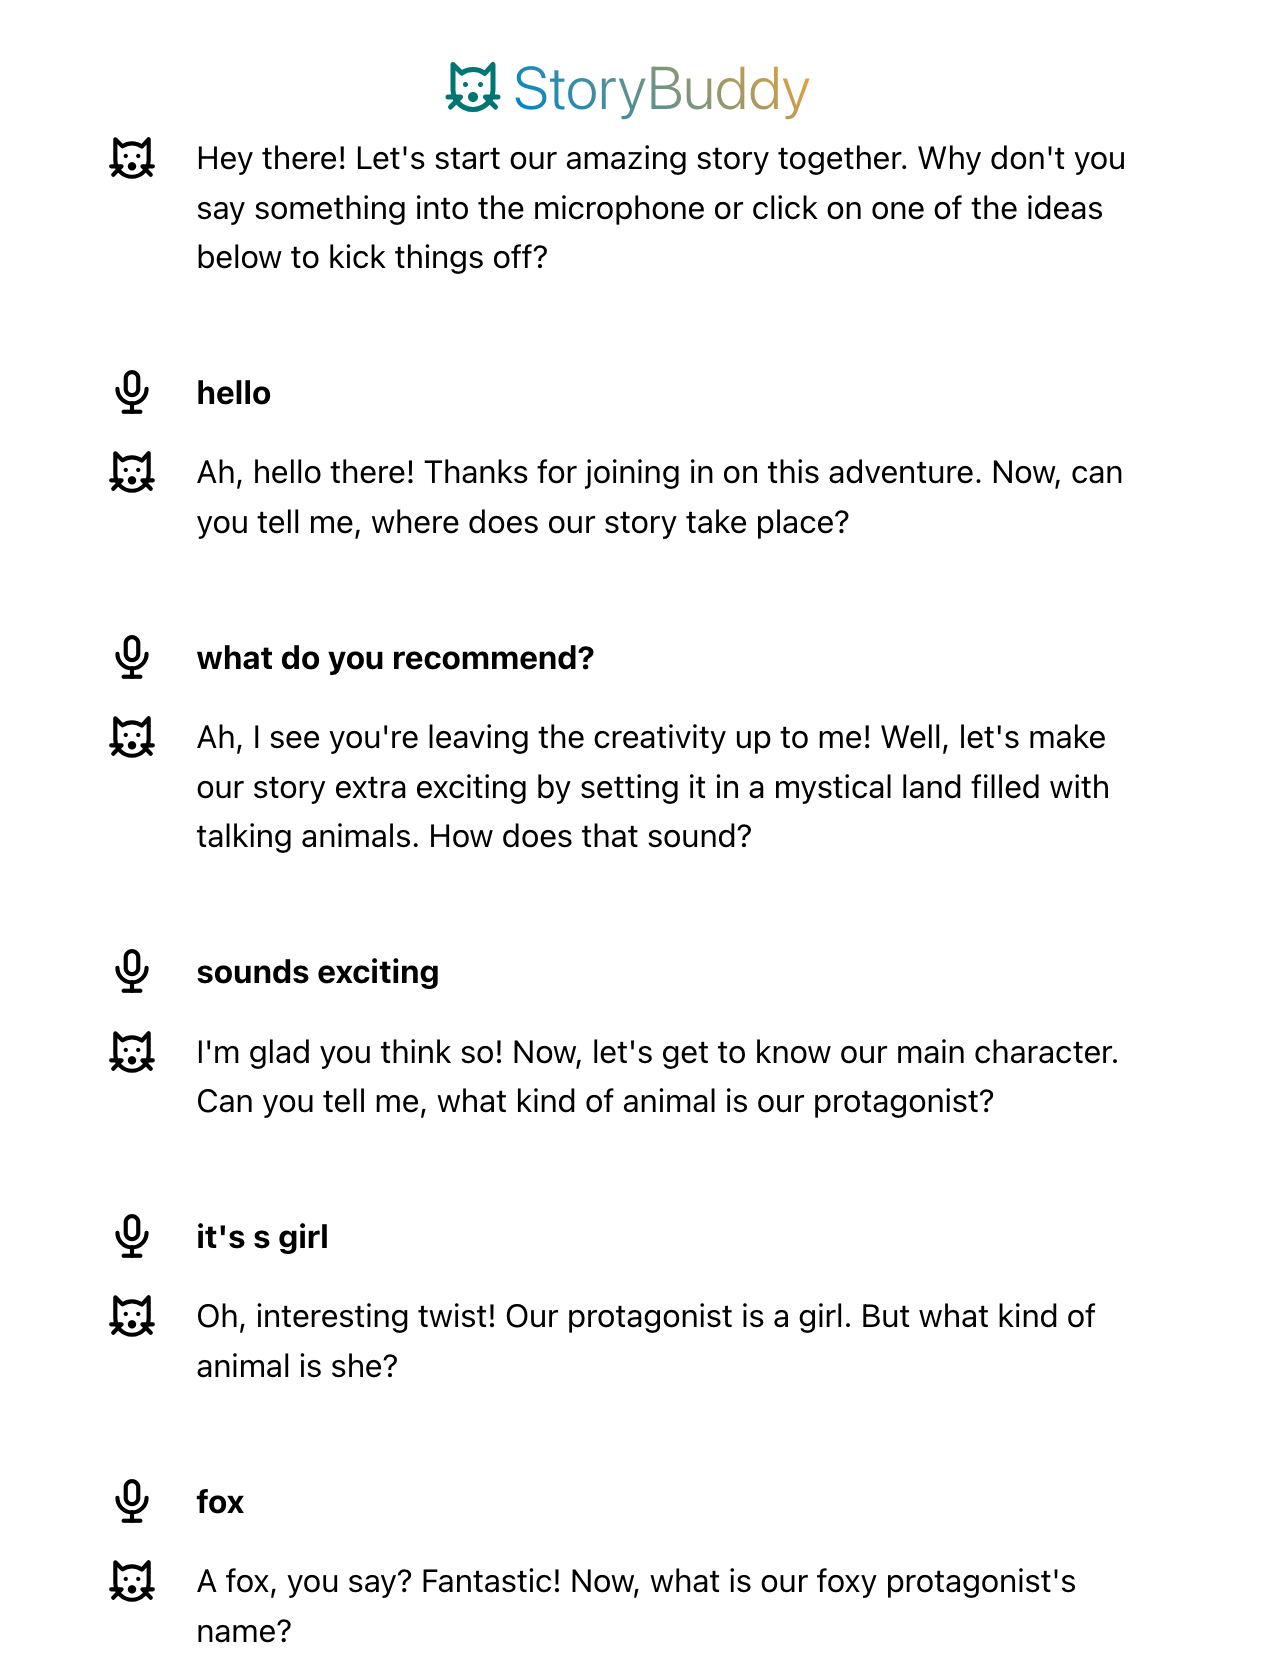 StoryBuddy
Hey there! Let's start our amazing story together. Why don't you
say something into the microphone or click on one of the ideas
below to kick things off?
hello
Ah, hello there! Thanks for joining in on this adventure. Now, can
you tell me, where does our story take place?
what do you recommend?
Ah, I see you're leaving the creativity up to me! Well, let's make
our story extra exciting by setting it in a mystical land filled with
talking animals. How does that sound?
sounds exciting
I'm glad you think so! Now, let's get to know our main character.
Can you tell me, what kind of animal is our protagonist?
it's s girl
Oh, interesting twist! Our protagonist is a girl. But what kind of
animal is she?
fox
A fox, you say? Fantastic! Now, what is our foxy protagonist's
name?